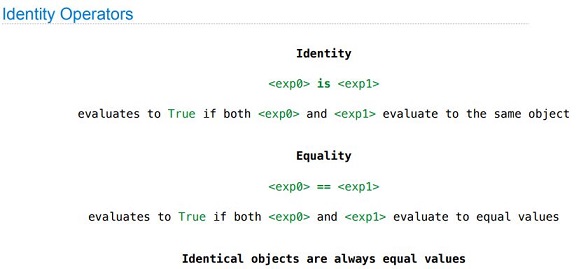 Identity Operators
Identity
<exp0> is <exp1>
evaluates to True if both <exp0> and <exp1> evaluate to the same object
Equality
<exp0> == <exp1>
evaluates to True if both <exp0> and <exp1> evaluate to equal values
Identical objects are always equal values